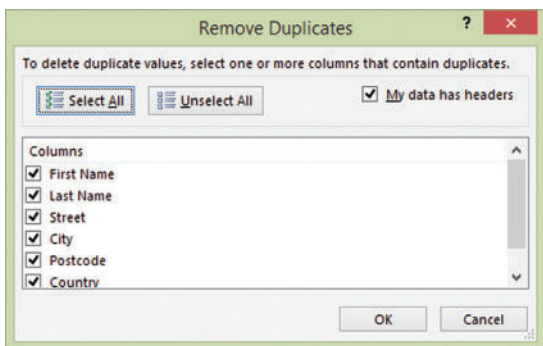 Remove Duplicates ? ×
To delete duplicate values, select one or more columns that contain duplicates.
Select All Unselect All My data has headers
Columns
First Name
Last Name
Street
City
Postcode
Country
OK Cancel